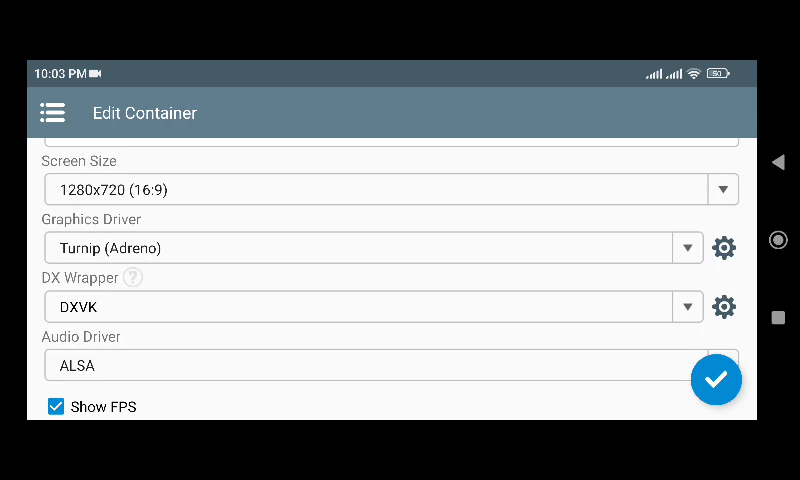 10:03 PM
50
Edit Container
Screen Size
1280x720 (16:9)
Graphics Driver
Turnip (Adreno)
DX Wrapper ?
DXVK
Audio Driver
ALSA
Show FPS